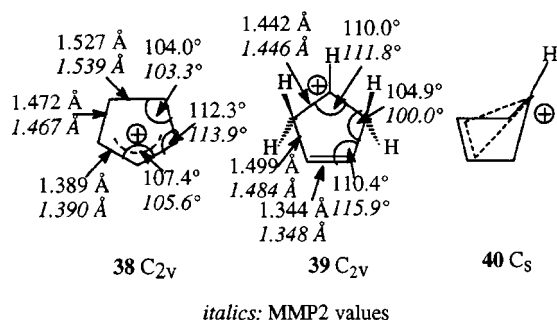 1.527 Å
1.539 Å
104.0°
103.3°
1.472 Å
1.467 Å
112.3°
113.9°
⊕
1.389 Å
1.390 Å
107.4°
105.6°
38 C2v
1.442 Å
1.446 Å
110.0°
111.8°
H
H
H
⊕
104.9°
100.0°
H
H
1.499 Å
1.484 Å
110.4°
115.9°
1.344 Å
1.348 Å
39 C2v
H
⊕
40 Cs
italics: MMP2 values